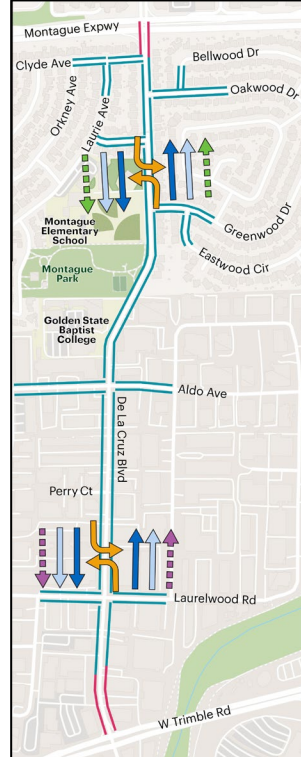 Montague Expwy
Bellwood Dr
Clyde Ave
Oakwood Dr
Orkney Ave
Laurie Ave
Montague
Elementary
School
Greenwood Dr
Eastwood Cir
Montague
Park
Golden State
Baptist
College
Aldo Ave
De La Cruz Blvd
Perry Ct
Laurelwood Rd
W Trimble Rd